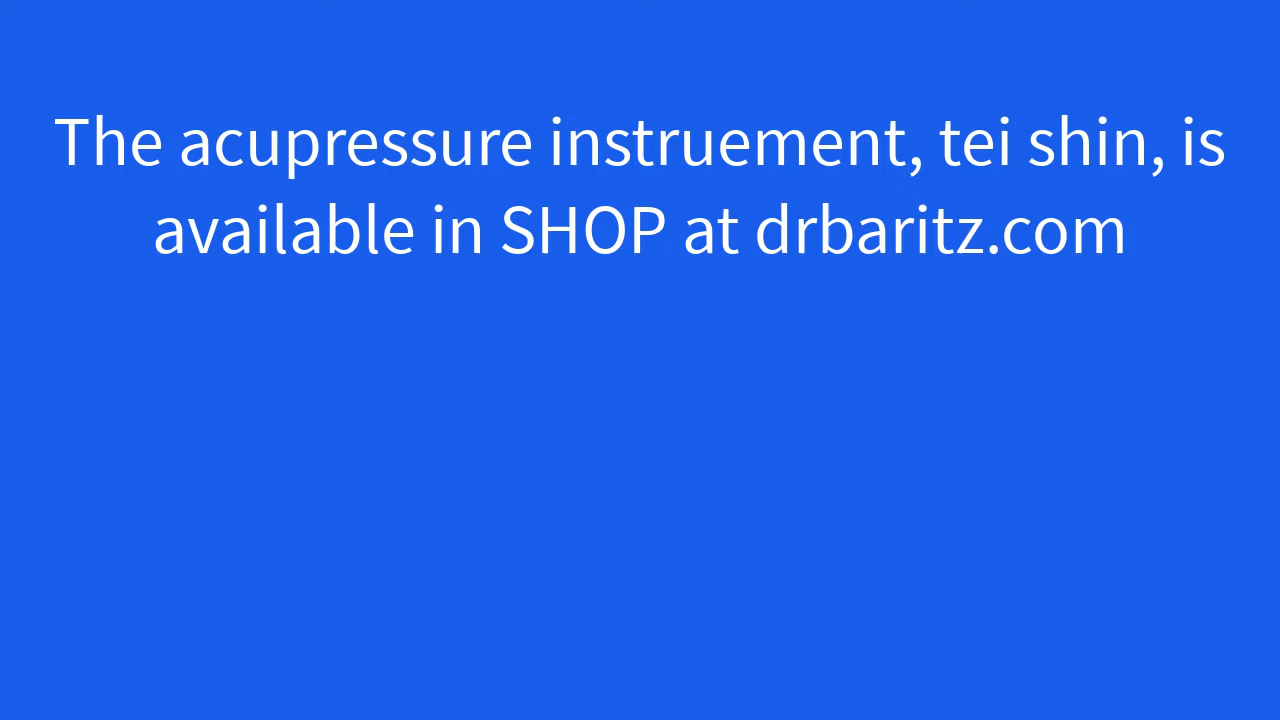 The acupressure instruement, tei shin, is
available in SHOP at drbaritz.com